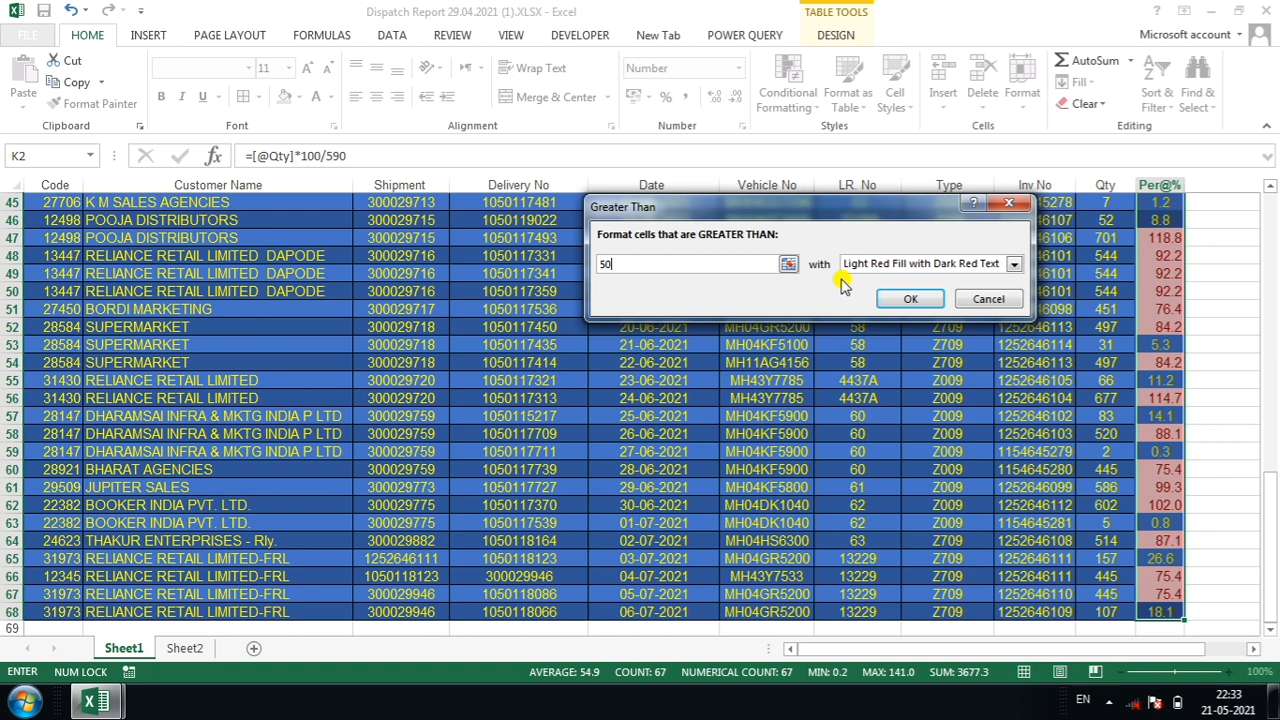 Dispatch Report 29.04.2021 (1).XLSX - Excel
TABLE TOOLS
FILE HOME INSERT PAGE LAYOUT FORMULAS DATA REVIEW VIEW DEVELOPER New Tab POWER QUERY DESIGN Microsoft account
Paste
Cut
Copy
Format Painter
Clipboard
11
B I U
Font
Wrap Text
Merge & Center
Alignment
Number
Number
Conditional Formatting
Format as Table
Cell Styles
Styles
Insert
Delete
Format
Cells
AutoSum
Fill
Clear
Sort & Filter
Find & Select
Editing
K2 fx =[@Qty]*100/590
Code Customer Name Shipment Delivery No Date Vehicle No LR. No Type Inv No Qty Per@%
45 27706 K M SALES AGENCIES 300029713 1050117481 45278 7 1.2
46 12498 POOJA DISTRIBUTORS 300029715 1050119022 46106 52 8.8
47 12498 POOJA DISTRIBUTORS 300029715 1050117493 46106 701 118.8
48 13447 RELIANCE RETAIL LIMITED DAPODE 300029716 1050117331 544 92.2
49 13447 RELIANCE RETAIL LIMITED DAPODE 300029716 1050117281 544 92.2
50 13447 RELIANCE RETAIL LIMITED DAPODE 300029716 1050117359 544 92.2
51 27450 BORDI MARKETING 300029717 1050117536 46098 451 76.4
52 28584 SUPERMARKET 300029718 1050117450 20-06-2021 MH04GR5200 58 Z709 497 84.2
53 28584 SUPERMARKET 300029718 1050117439 21-06-2021 MH04KF5100 58 Z709 1252646114 31 5.3
54 28584 SUPERMARKET 300029718 1050117414 22-06-2021 MH11AG4156 58 Z709 1252646113 497 84.2
55 31430 RELIANCE RETAIL LIMITED 300029720 1050117321 23-06-2021 MH43Y7785 4437A Z009 1252646105 66 11.2
56 31430 RELIANCE RETAIL LIMITED 300029720 1050117313 24-06-2021 MH43Y7785 4437A Z009 1252646104 677 114.7
57 28147 DHARAMSAI INFRA & MKTG INDIA P LTD 300029759 1050115217 25-06-2021 MH04KF5900 60 Z009 1252646102 83 14.1
58 28147 DHARAMSAI INFRA & MKTG INDIA P LTD 300029759 1050117709 26-06-2021 MH04KF5900 60 Z009 1252646103 520 88.1
59 28147 DHARAMSAI INFRA & MKTG INDIA P LTD 300029759 1050117711 27-06-2021 MH04KF5900 60 Z009 1154645280 2 0.3
60 28921 BHARAT AGENCIES 300029759 1050117739 28-06-2021 MH04KF5900 60 Z009 1154645279 445 75.4
61 29509 JUPITER SALES 300029773 1050117727 29-06-2021 MH04KF5800 61 Z009 1252646099 586 99.3
62 22382 BOOKER INDIA PVT. LTD. 300029775 1050117370 30-06-2021 MH04DK1040 62 Z009 1252646112 602 102.0
63 22382 BOOKER INDIA PVT. LTD. 300029775 1050117539 01-07-2021 MH04DK1040 62 Z009 1154645281 5 0.8
64 24623 THAKUR ENTERPRISES - Rly. 300029882 1050118164 02-07-2021 MH04HS6300 63 Z009 1252646108 514 87.1
65 31973 RELIANCE RETAIL LIMITED-FRL 1252646111 1050118123 03-07-2021 MH04GR5200 13229 Z709 1252646111 157 26.6
66 12345 RELIANCE RETAIL LIMITED-FRL 1050118123 300029946 04-07-2021 MH43Y7533 13229 Z709 1252646111 445 75.4
67 31973 RELIANCE RETAIL LIMITED-FRL 300029946 1050118086 05-07-2021 MH04GR5200 13229 Z709 1252646110 445 75.4
68 31973 RELIANCE RETAIL LIMITED-FRL 300029946 1050118066 06-07-2021 MH04GR5200 13229 Z709 1252646109 107 18.1
69
Greater Than
Format cells that are GREATER THAN:
50 with Light Red Fill with Dark Red Text
OK Cancel
Sheet1 Sheet2
ENTER NUM LOCK AVERAGE: 54.9 COUNT: 67 NUMERICAL COUNT: 67 MIN: 0.2 MAX: 141.0 SUM: 3677.3 100%
EN 22:33
21-05-2021